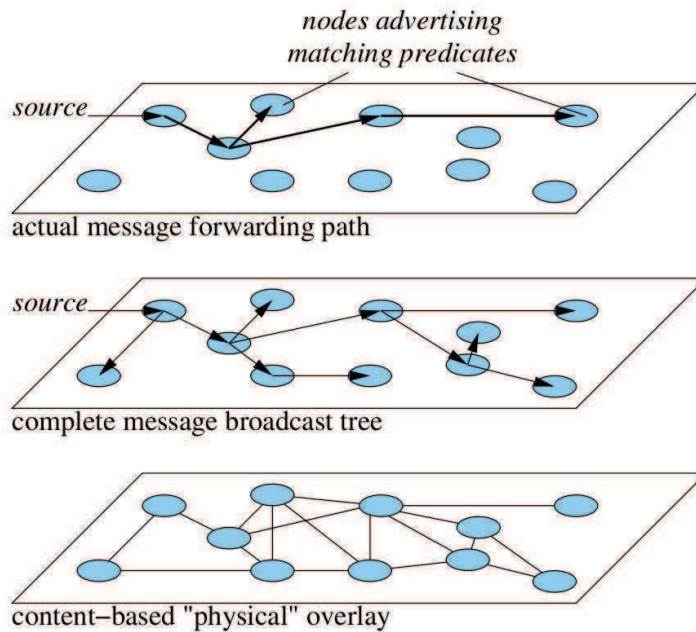 nodes advertising
matching predicates
source
actual message forwarding path
source
complete message broadcast tree
content−based "physical" overlay